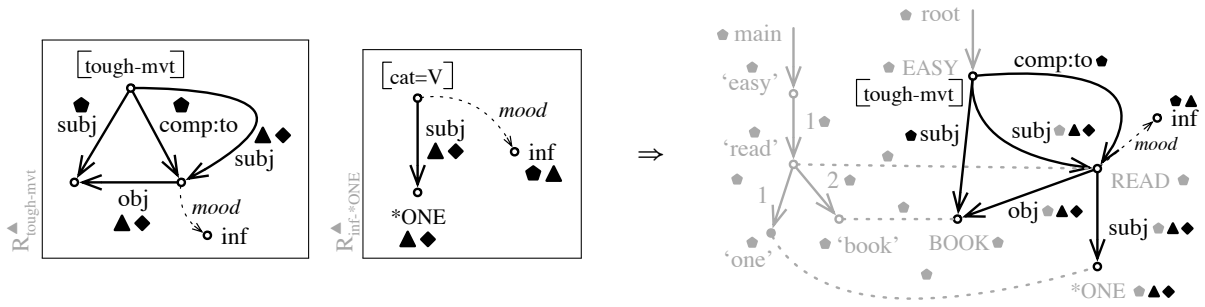 [tough-mvt]
subj
comp:to
subj
obj
mood
inf
R▲tough-mvt
[cat=V]
mood
subj
inf
*ONE
R▲inf-*ONE
⇒
main
root
'easy'
EASY
[tough-mvt]
comp:to
1
subj
subj
inf
mood
'read'
READ
1
2
obj
subj
'one'
'book'
BOOK
*ONE